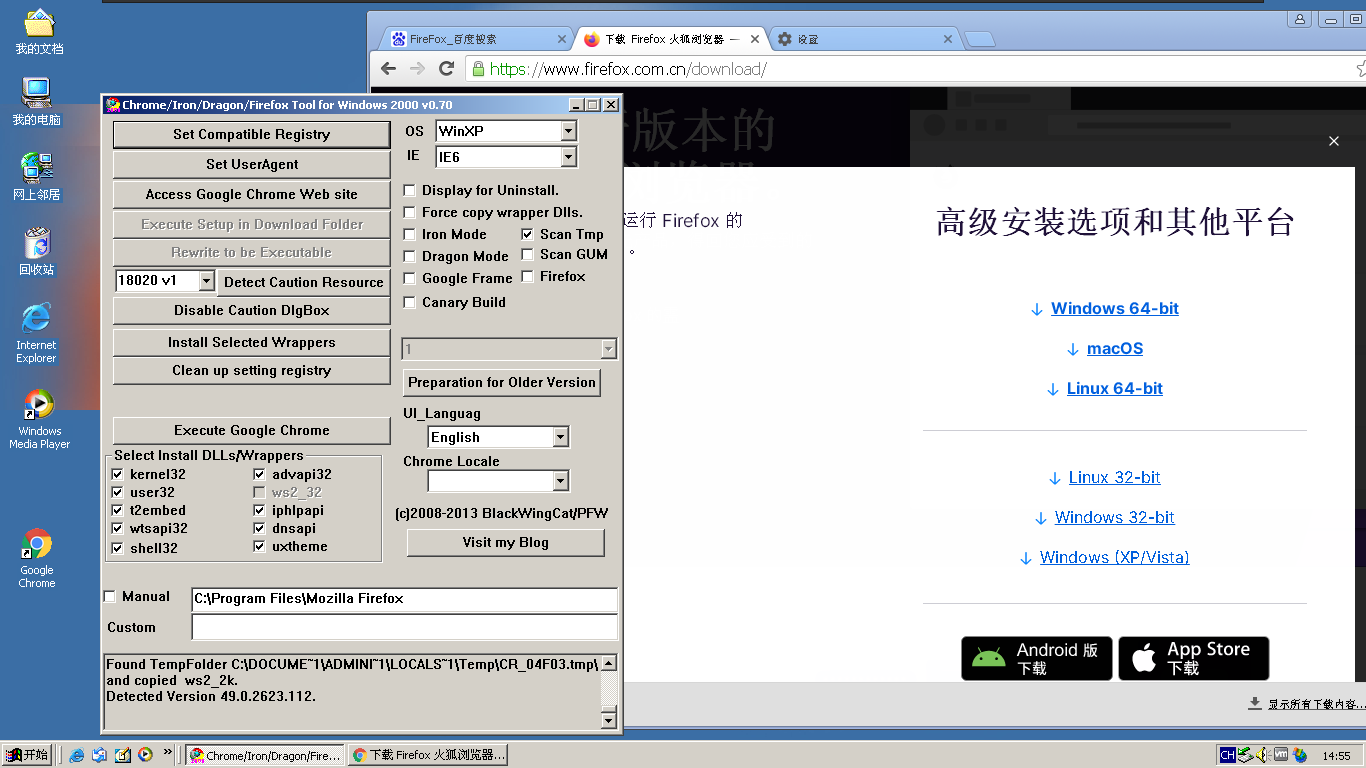 我的文档
我的电脑
网上邻居
回收站
Internet
Explorer
Windows
Media Player
Google
Chrome
FireFox_百度搜索
下载 Firefox 火狐浏览器 —
设置
https://www.firefox.com.cn/download/
版本的
浏览器
运行 Firefox 的
。
高级安装选项和其他平台
Windows 64-bit
macOS
Linux 64-bit
Linux 32-bit
Windows 32-bit
Windows (XP/Vista)
Android 版
下载
App Store
下载
显示所有下载内容...
Chrome/Iron/Dragon/Firefox Tool for Windows 2000 v0.70
Set Compatible Registry
Set UserAgent
Access Google Chrome Web site
Execute Setup in Download Folder
Rewrite to be Executable
18020 v1
Detect Caution Resource
Disable Caution DlgBox
Install Selected Wrappers
Clean up setting registry
Execute Google Chrome
Select Install DLLs/Wrappers
kernel32
advapi32
user32
ws2_32
t2embed
iphlpapi
wtsapi32
dnsapi
shell32
uxtheme
OS
WinXP
IE
IE6
Display for Uninstall.
Force copy wrapper Dlls.
Iron Mode
Scan Tmp
Dragon Mode
Scan GUM
Google Frame
Firefox
Canary Build
1
Preparation for Older Version
UI_Languag
English
Chrome Locale
(c)2008-2013 BlackWingCat/PFW
Visit my Blog
Manual
C:\Program Files\Mozilla Firefox
Custom
Found TempFolder C:\DOCUME~1\ADMINI~1\LOCALS~1\Temp\CR_04F03.tmp\
and copied ws2_2k.
Detected Version 49.0.2623.112.
开始
Chrome/Iron/Dragon/Fire...
下载 Firefox 火狐浏览器...
CH
14:55